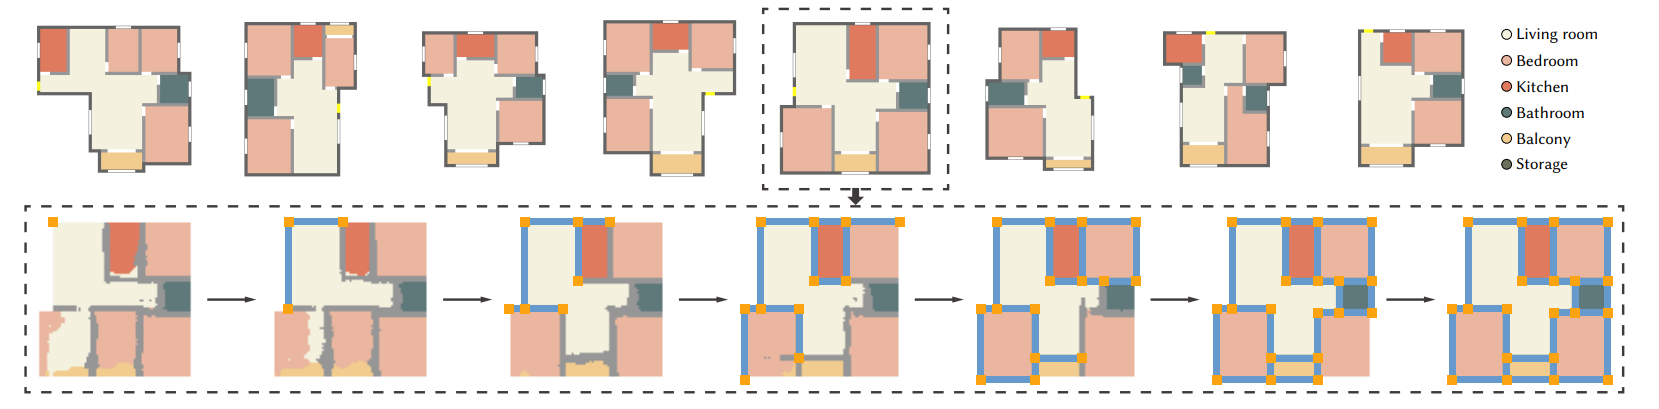 Living room
Bedroom
Kitchen
Bathroom
Balcony
Storage